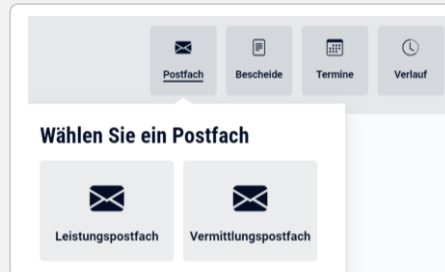 Postfach
Bescheide
Termine
Verlauf
Wählen Sie ein Postfach
Leistungspostfach
Vermittlungspostfach